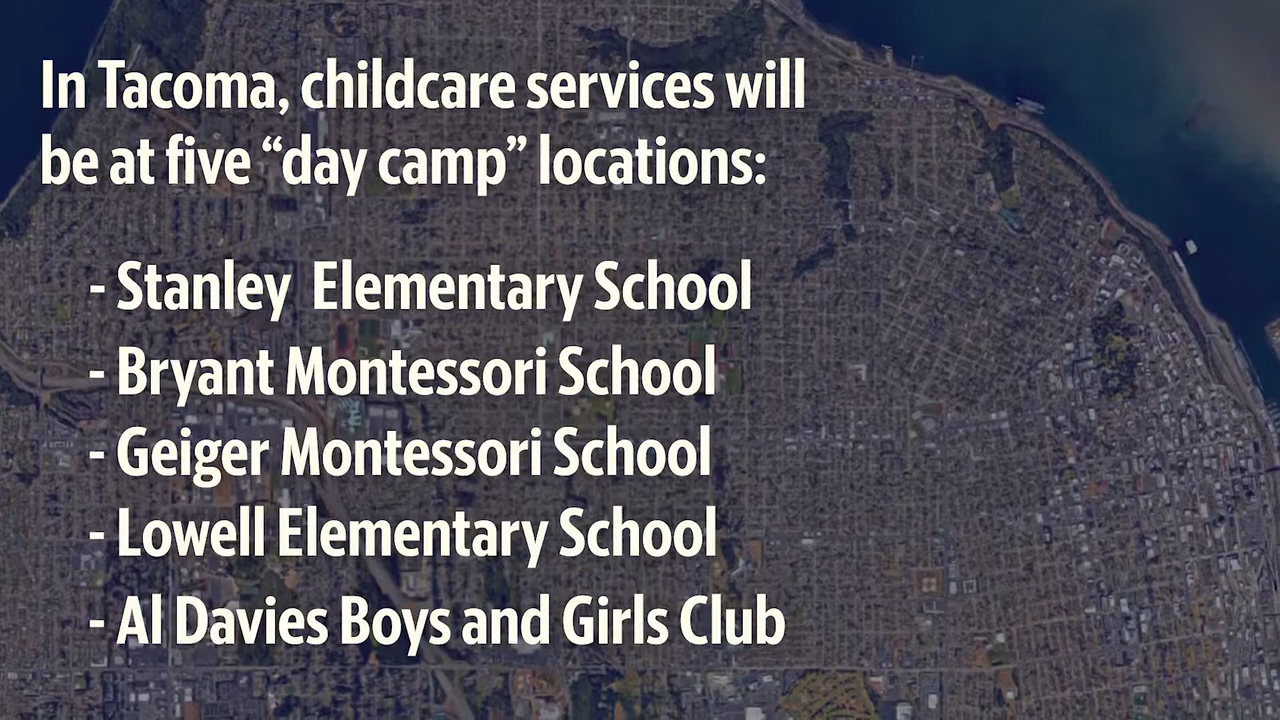 In Tacoma, childcare services will
be at five “day camp” locations:
- Stanley  Elementary School
- Bryant Montessori School
- Geiger Montessori School
- Lowell Elementary School
- Al Davies Boys and Girls Club